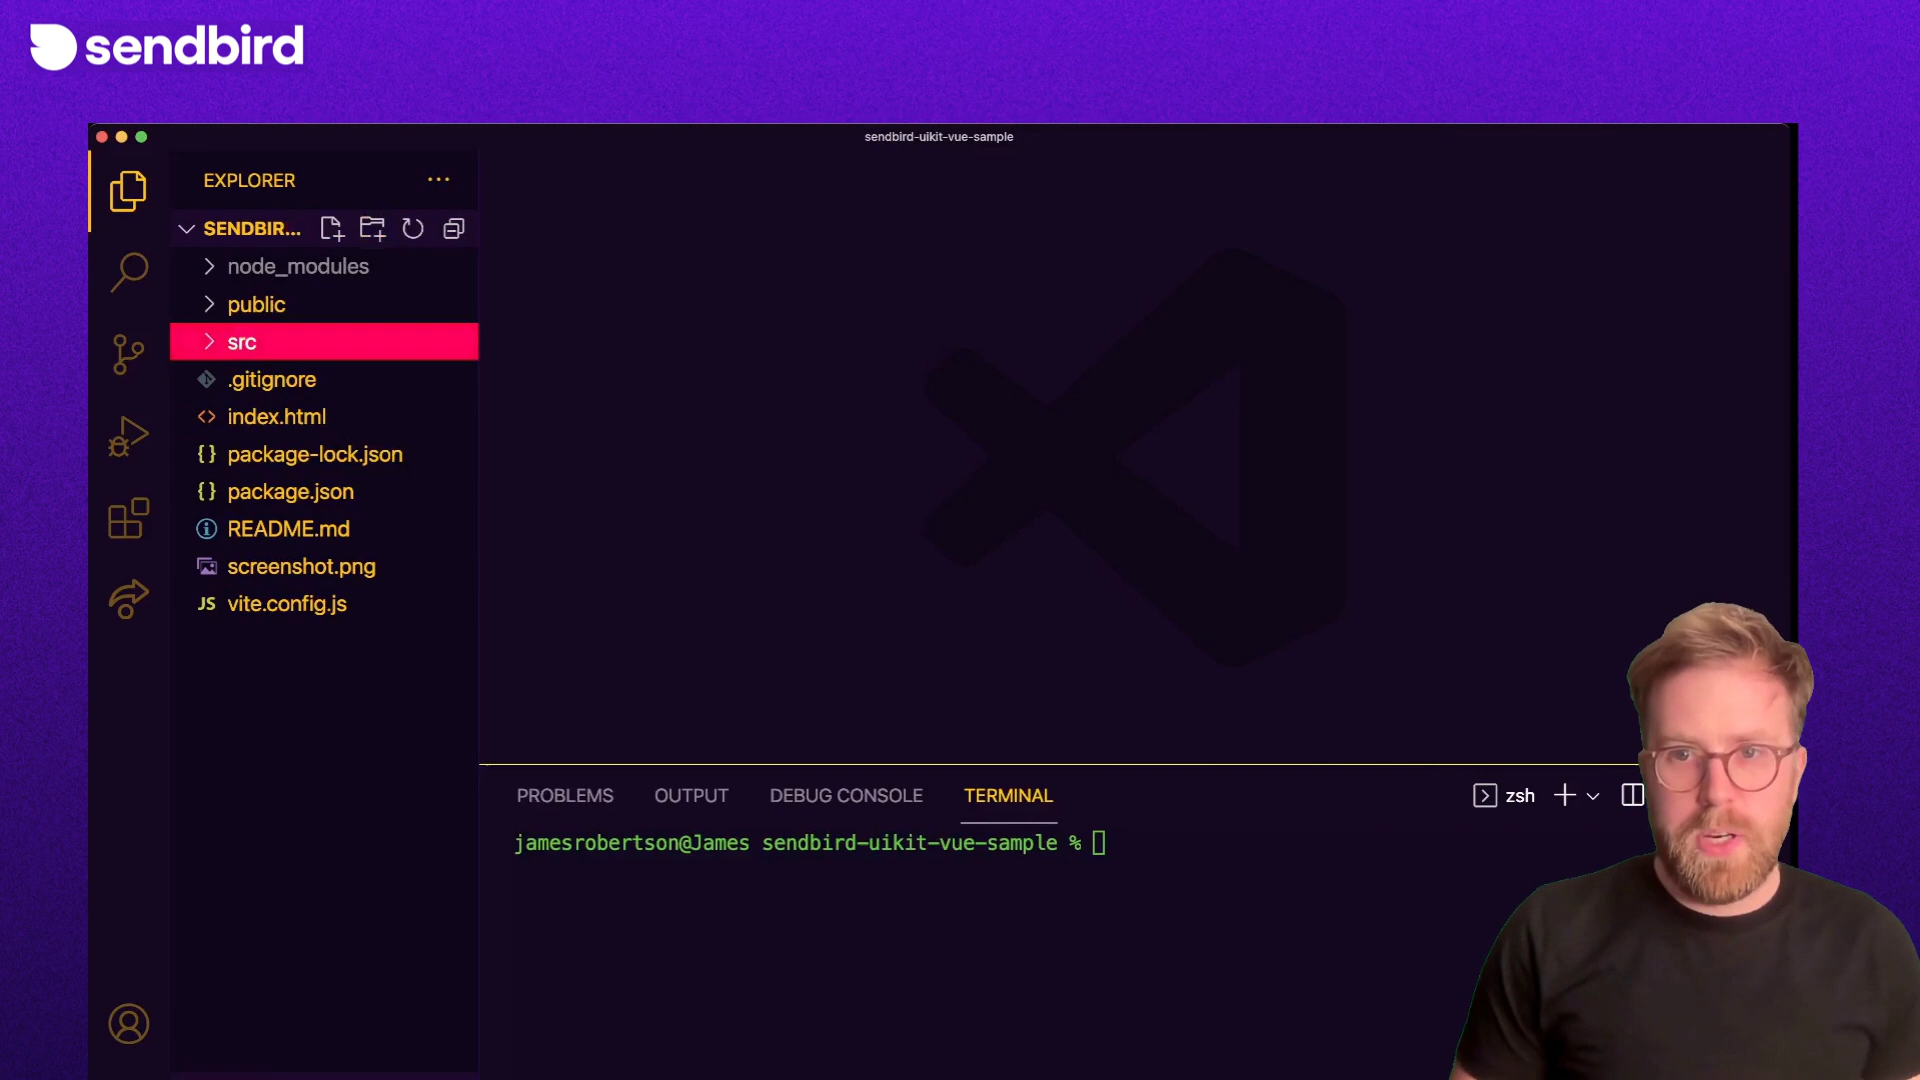 sendbird
sendbird-uikit-vue-sample
EXPLORER
SENDBIR...
node_modules
public
src
.gitignore
index.html
package-lock.json
package.json
README.md
screenshot.png
JS vite.config.js
PROBLEMS OUTPUT DEBUG CONSOLE TERMINAL
zsh
jamesrobertson@James sendbird-uikit-vue-sample %